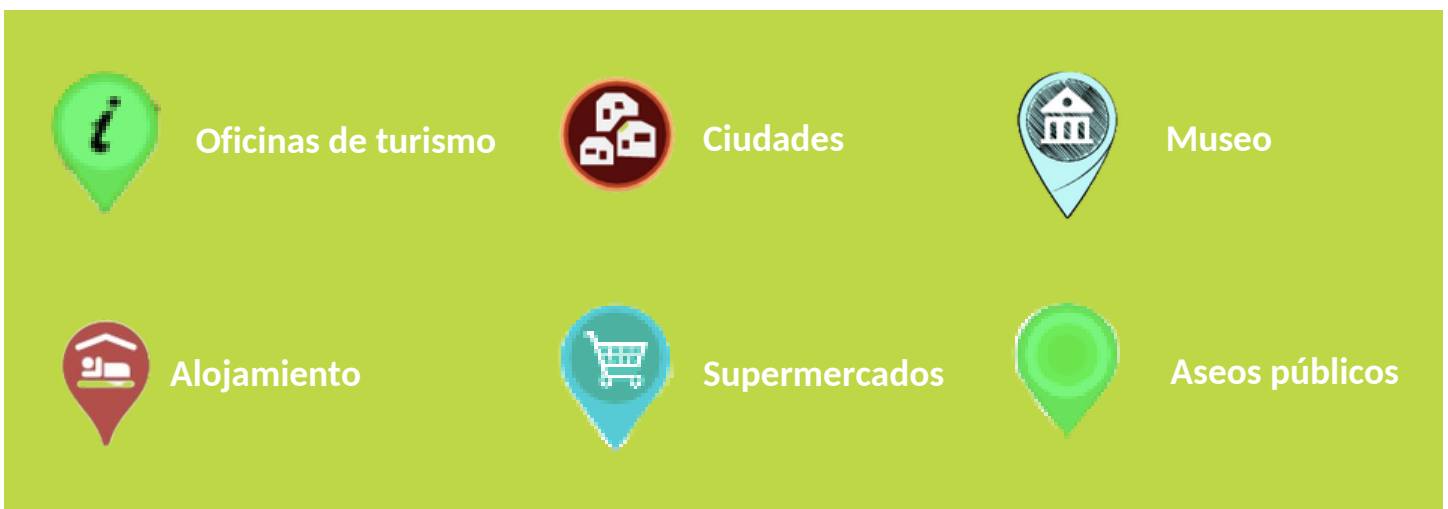 Oficinas de turismo
Ciudades
Museo
Alojamiento
Supermercados
Aseos públicos